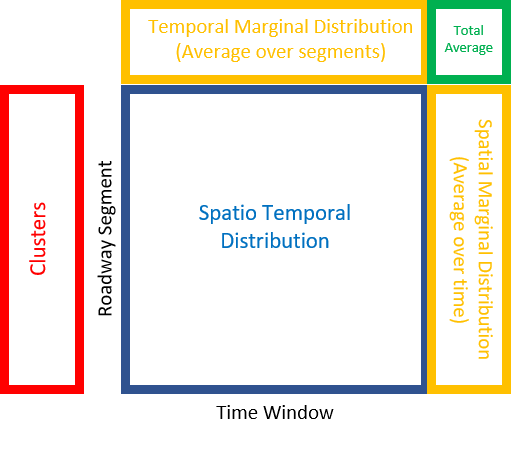 Temporal Marginal Distribution
(Average over segments)
Total
Average
Clusters
Roadway Segment
Spatio Temporal
Distribution
Spatial Marginal Distribution
(Average over time)
Time Window